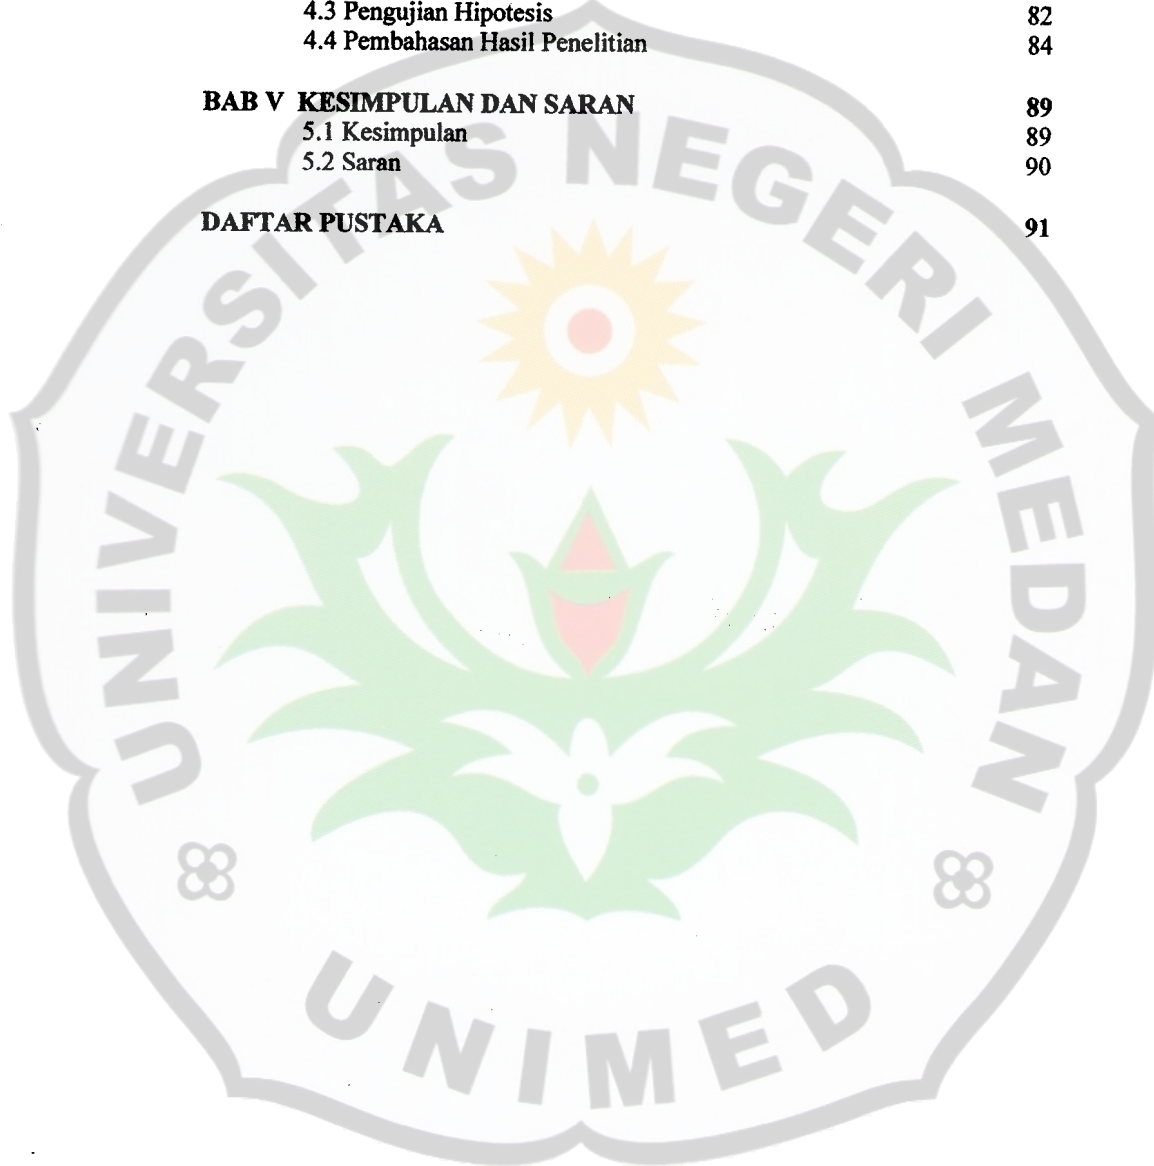 4.3 Pengujian Hipotesis 82
4.4 Pembahasan Hasil Penelitian 84
BAB V KESIMPULAN DAN SARAN 89
5.1 Kesimpulan 89
5.2 Saran 90
DAFTAR PUSTAKA 91
UNIVERSITAS NEGERI MEDAN
UNIMED